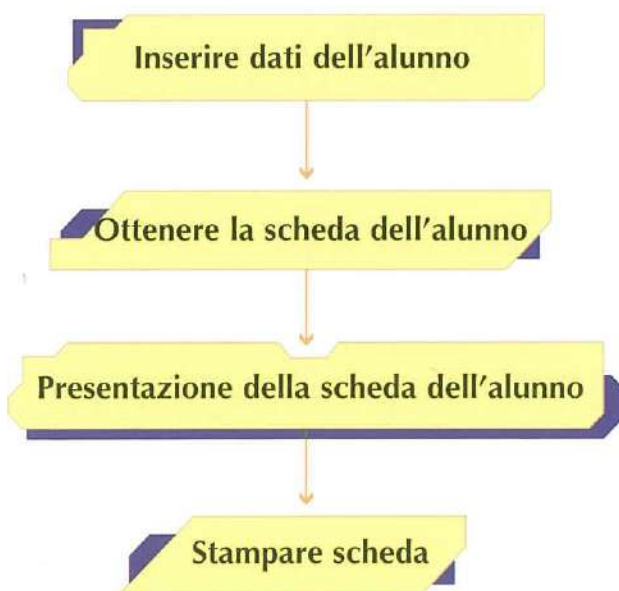 Inserire dati dell'alunno
Ottenere la scheda dell'alunno
Presentazione della scheda dell'alunno
Stampare scheda